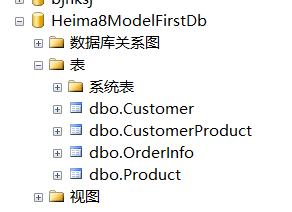 bjhksj
Heima8ModelFirstDb
数据库关系图
表
系统表
dbo.Customer
dbo.CustomerProduct
dbo.OrderInfo
dbo.Product
视图